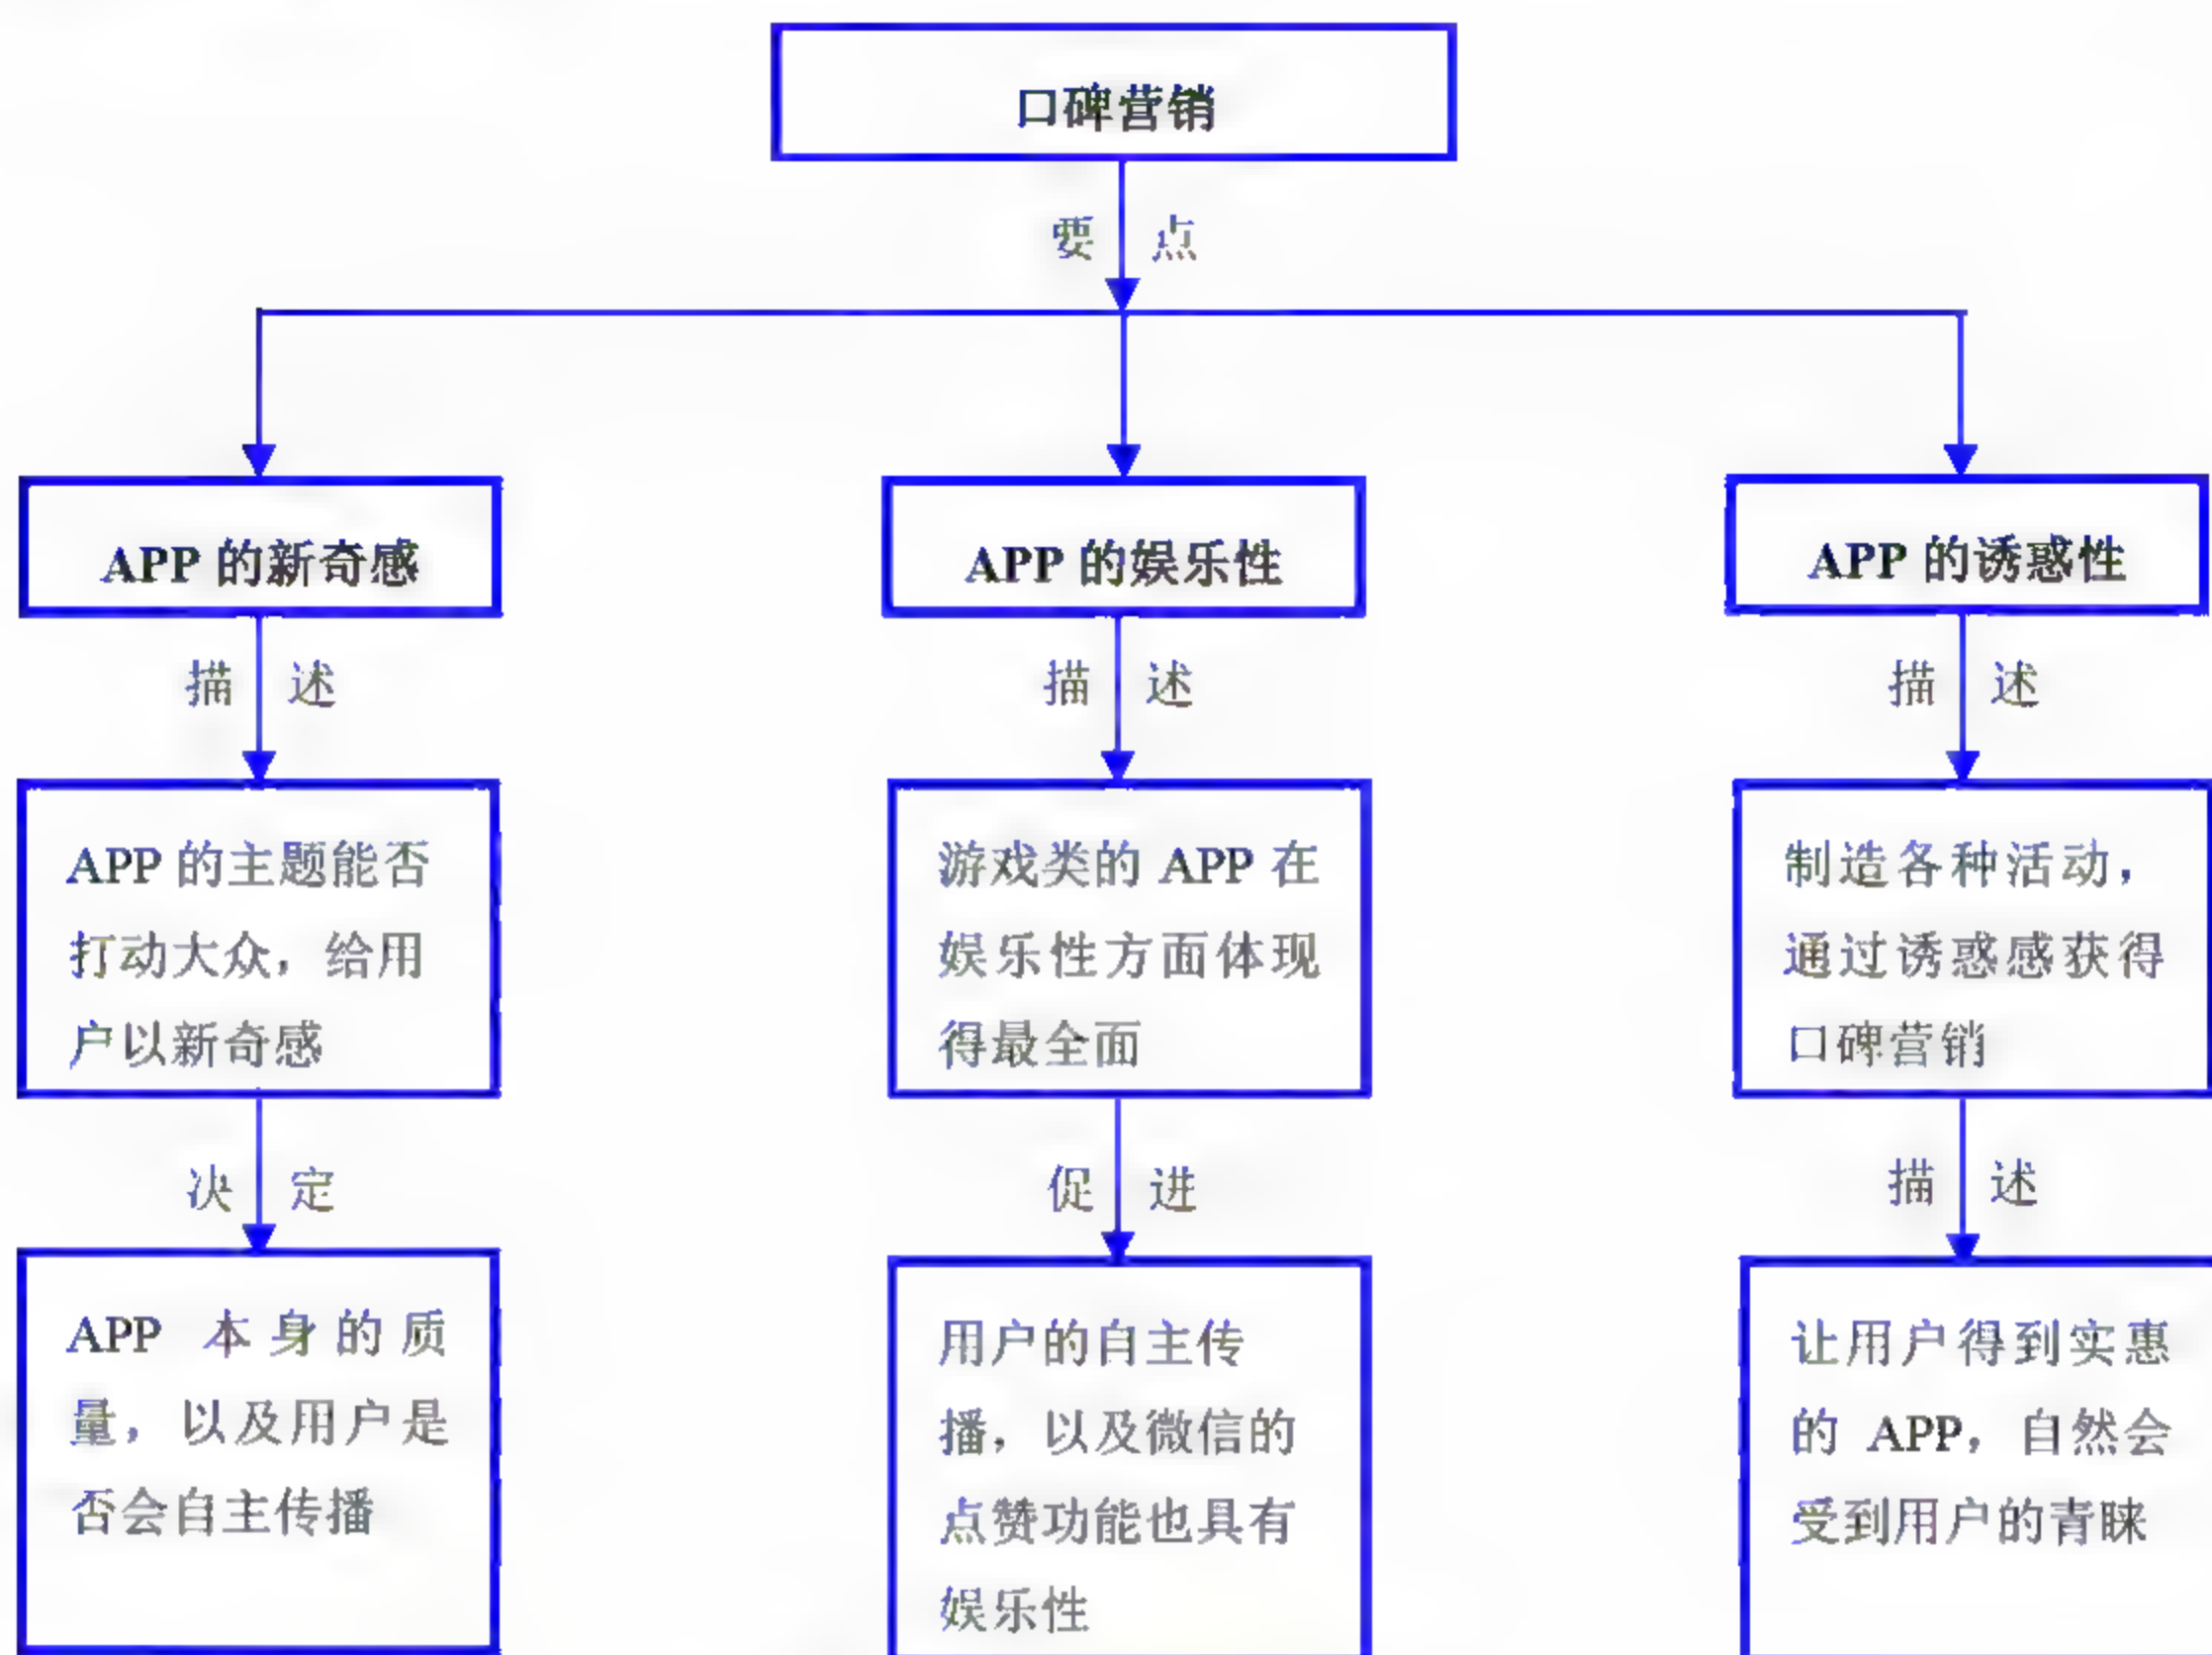 口碑营销
要 点
APP 的新奇感
APP 的娱乐性
APP 的诱惑性
描 述
描 述
描 述
APP 的主题能否
打动大众，给用
户以新奇感
游戏类的 APP 在
娱乐性方面体现
得最全面
制造各种活动，
通过诱惑感获得
口碑营销
决 定
促 进
描 述
APP 本身的质
量，以及用户是
否会自主传播
用户的自主传
播，以及微信的
点赞功能也具有
娱乐性
让用户得到实惠
的 APP，自然会
受到用户的青睐